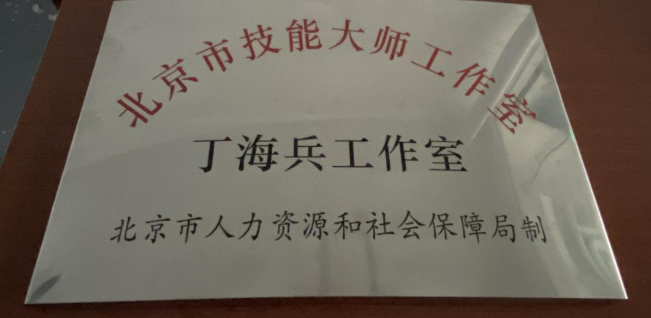 北京市技能大师工作室
丁海兵工作室
北京市人力资源和社会保障局制